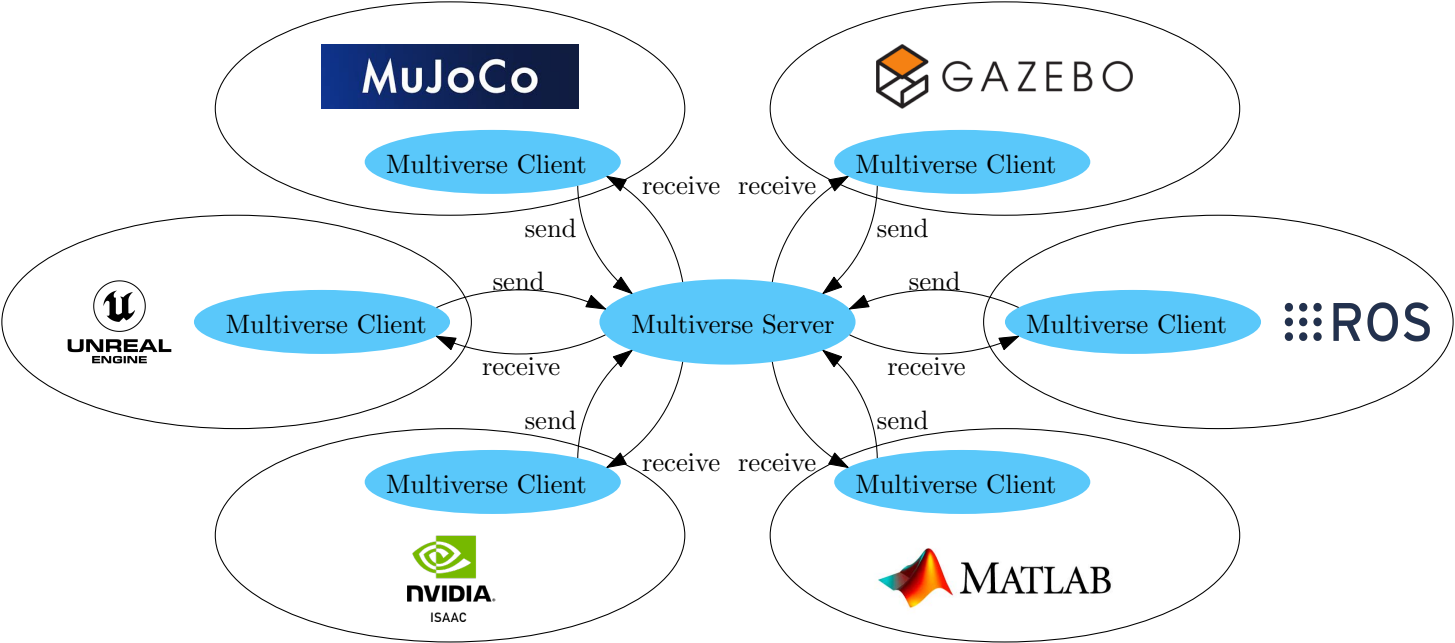 MuJoCo
Multiverse Client
GAZEBO
Multiverse Client
receive
receive
send
send
send
send
UNREAL
ENGINE
Multiverse Client
Multiverse Server
Multiverse Client
ROS
receive
receive
send
send
receive
receive
Multiverse Client
NVIDIA.
ISAAC
Multiverse Client
MATLAB